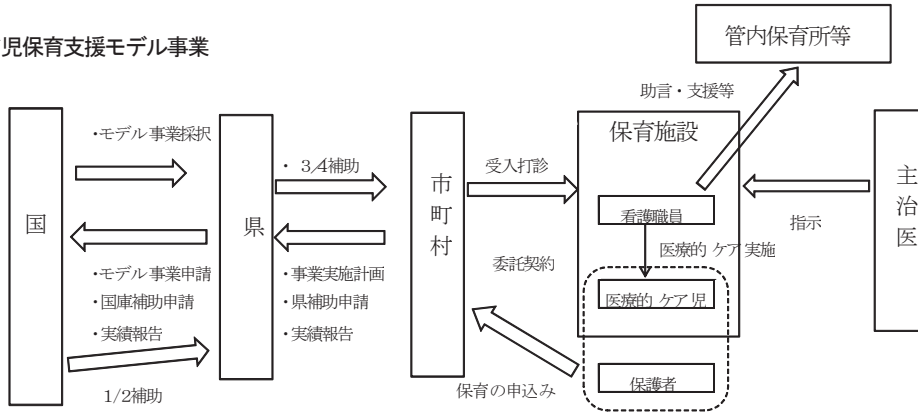 児保育支援モデル事業
管内保育所等
助言・支援等
・モデル事業採択
・ 3/4補助
受入打診
保育施設
国
県
市町村
主治医
看護職員
指示
医療的ケア実施
委託契約
・モデル事業申請
・国庫補助申請
・実績報告
・事業実施計画
・県補助申請
・実績報告
医療的ケア児
1/2補助
保育の申込み
保護者